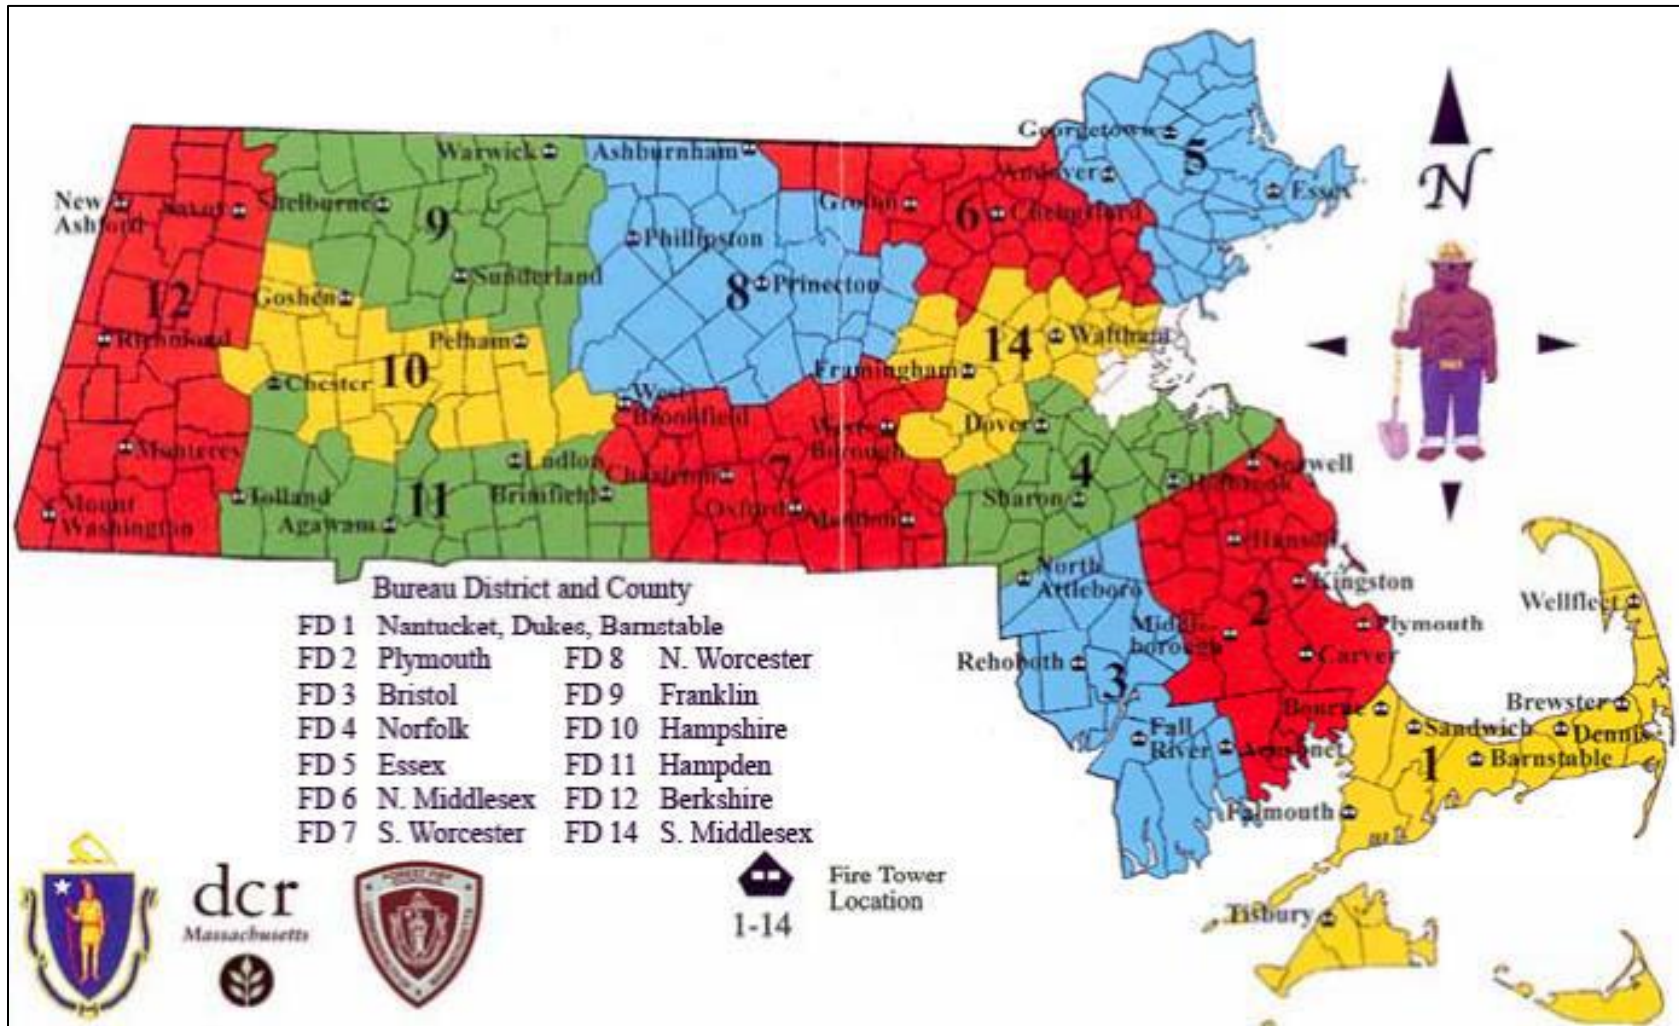 Georgetown
5
Warwick
Ashburnham
Andover
Essex
N
New
Ashford
Savoy
Shelburne
9
Groton
6
Chelmsford
Phillipston
Sunderland
8
Prinecton
12
Goshen
Richmond
Pelham
14
Waltham
Chester
10
Framingham
West
Brookfield
West
Borough
Dover
Ludlow
7
4
Norwell
Tolland
11
Brimfield
Oxford
Mendon
Sharon
Holbrook
Mount
Washington
Agawam
Hanson
North
Attleboro
Kingston
Wellfleet
2
Plymouth
Middle-
borough
Carver
Rehoboth
3
Brewster
Bourne
Sandwich
Dennis
Fall
River
1
Barnstable
Falmouth
Tisbury
Bureau District and County
FD 1 Nantucket, Dukes, Barnstable
FD 2 Plymouth FD 8 N. Worcester
FD 3 Bristol FD 9 Franklin
FD 4 Norfolk FD 10 Hampshire
FD 5 Essex FD 11 Hampden
FD 6 N. Middlesex FD 12 Berkshire
FD 7 S. Worcester FD 14 S. Middlesex
dcr
Massachusetts
Fire Tower
Location
1-14